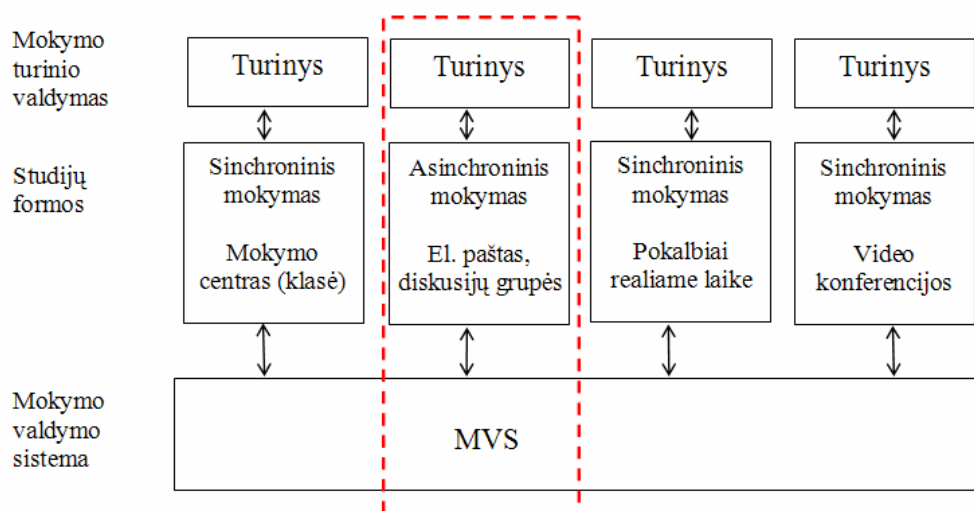 Mokymo
turinio
valdymas
Turinys
Turinys
Turinys
Turinys
Studijų
formos
Sinchroninis
mokymas
Mokymo
centras (klasė)
Asinchroninis
mokymas
El. paštas,
diskusijų grupės
Sinchroninis
mokymas
Pokalbiai
realiame laike
Sinchroninis
mokymas
Video
konferencijos
Mokymo
valdymo
sistema
MVS